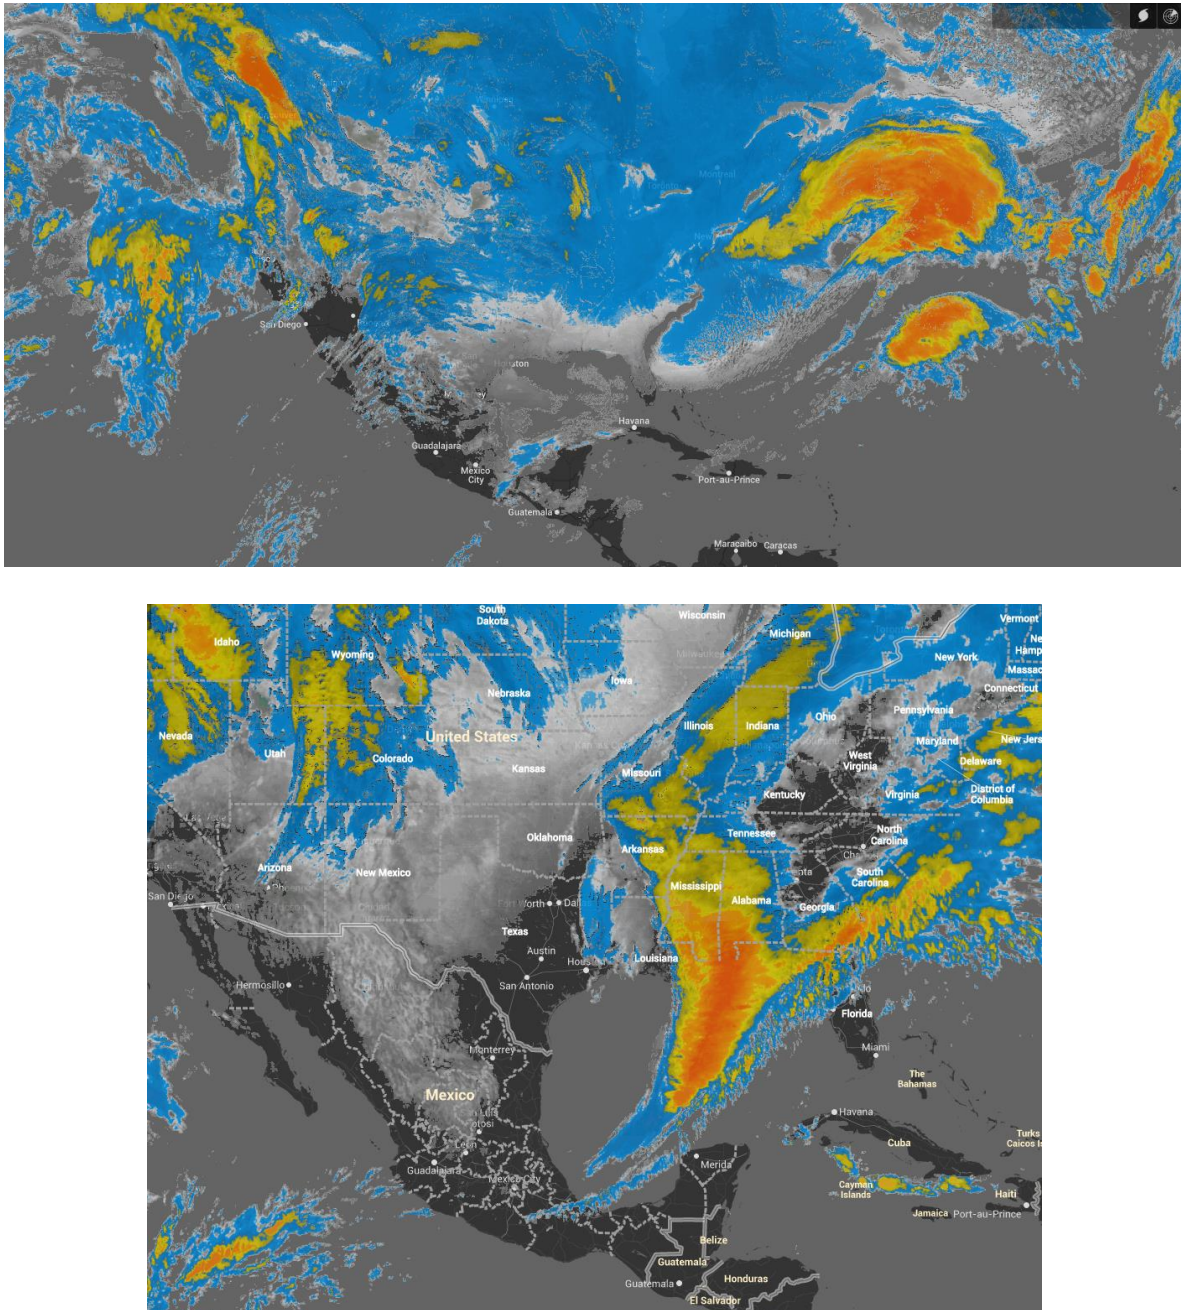 Montreal
Toronto
San Diego
Houston
Havana
Guadalajara
Mexico
City
Port-au-Prince
Guatemala
Maracaibo
Caracas
South
Dakota
Wisconsin
Vermont
Idaho
Michigan
Wyoming
New York
Iowa
Connecticut
Nebraska
Pennsylvania
Illinois
Indiana
Ohio
Nevada
United States
Maryland
Utah
Colorado
Kansas
West
Virginia
Delaware
Missouri
Kentucky
Virginia
District of
Columbia
Oklahoma
Tennessee
North
Carolina
Arkansas
Arizona
New Mexico
South
Carolina
Mississippi
Alabama
Georgia
San Diego
Texas
Austin
Louisiana
San Antonio
Hermosillo
Florida
Miami
Monterrey
The
Bahamas
Mexico
Havana
Cuba
León
Merida
Guadalajara
Mexico City
Cayman
Islands
Haiti
Jamaica
Port-au-Prince
Belize
Guatemala
Guatemala
Honduras
El Salvador